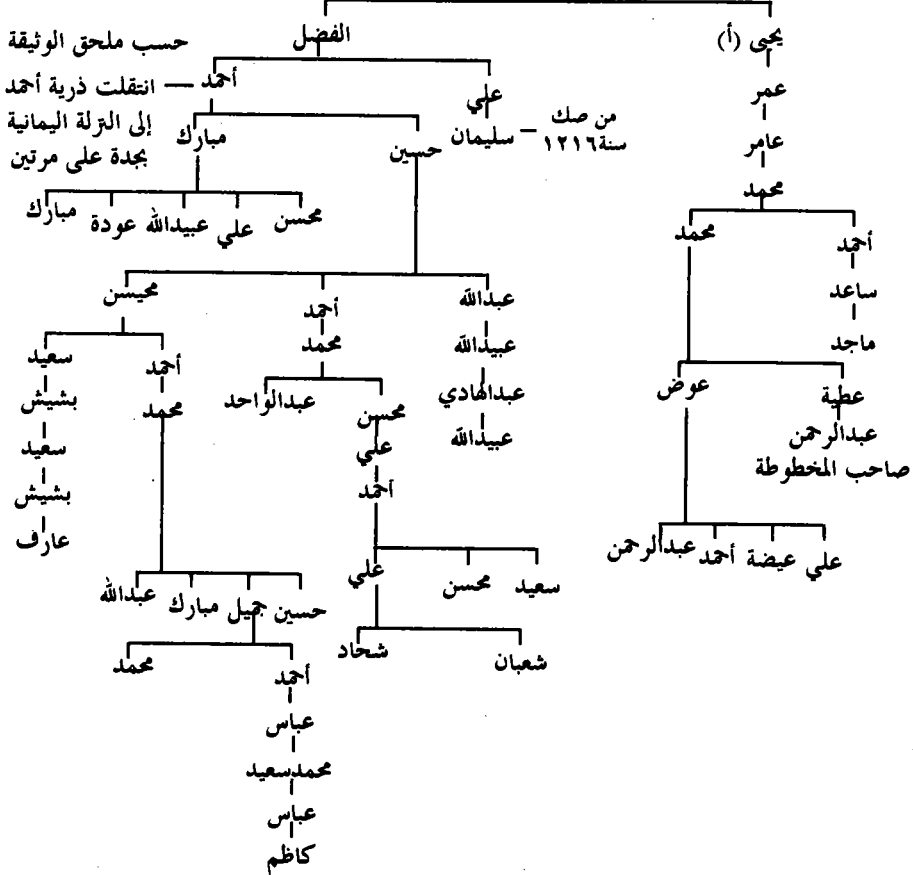 يحيى (أ) الفضل حسب ملحق الوثيقة
عمر علي أحمد — انتقلت ذرية أحمد
عامر من صك سليمان — مبارك إلى النزلة اليمانية
سنة ١٢١٦ حسين بجدة على مرتين
محمد
أحمد محمد محسن علي عبيدالله عودة مبارك
ساعد عبدالله أحمد محيسن
ماجد عبيدالله محمد أحمد سعيد
عطية عوض عبدالهادي محسن عبدالواحد محمد بشيش
عبدالرحمن عبيدالله علي سعيد
صاحب المخطوطة أحمد بشيش
علي عيضة أحمد عبدالرحمن عارف
سعيد محسن علي حسين جميل مبارك عبدالله
شعبان شحاد أحمد محمد
عباس
محمدسعيد
عباس
كاظم